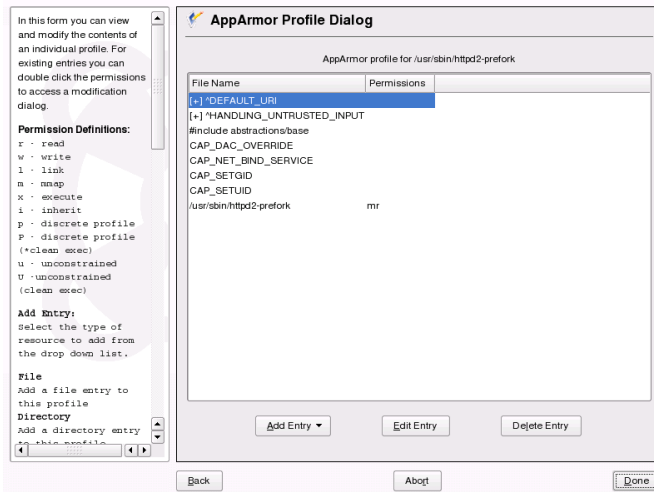 In this form you can view
and modify the contents of
an individual profile. For
existing entries you can
double click the permissions
to access a modification
dialog.
Permission Definitions:
r - read
w - write
l - link
m - mmap
x - execute
i - inherit
p - discrete profile
P - discrete profile
(*clean exec)
u - unconstrained
U -unconstrained
(clean exec)
Add Entry:
Select the type of
resource to add from
the drop down list.
File
Add a file entry to
this profile
Directory
Add a directory entry
to this profile
AppArmor Profile Dialog
AppArmor profile for /usr/sbin/httpd2-prefork
File Name Permissions
[+] ^DEFAULT_URI
[+] ^HANDLING_UNTRUSTED_INPUT
#include abstractions/base
CAP_DAC_OVERRIDE
CAP_NET_BIND_SERVICE
CAP_SETGID
CAP_SETUID
/usr/sbin/httpd2-prefork mr
Add Entry Edit Entry Delete Entry
Back Abort Done